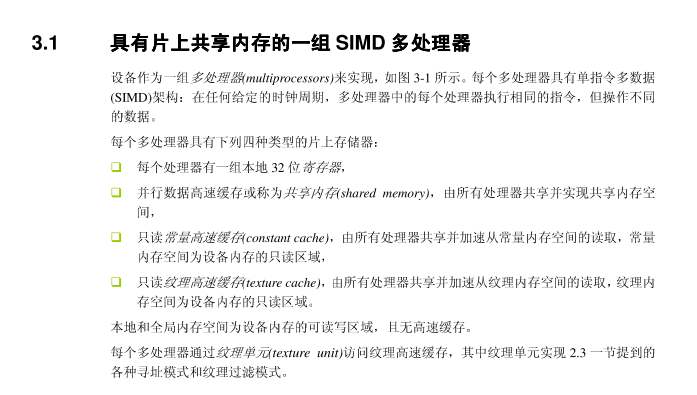 3.1 具有片上共享内存的一组 SIMD 多处理器
设备作为一组多处理器(multiprocessors)来实现，如图 3-1 所示。每个多处理器具有单指令多数据
(SIMD)架构：在任何给定的时钟周期，多处理器中的每个处理器执行相同的指令，但操作不同
的数据。
每个多处理器具有下列四种类型的片上存储器：
❑ 每个处理器有一组本地 32 位寄存器，
❑ 并行数据高速缓存或称为共享内存(shared memory)，由所有处理器共享并实现共享内存空
间，
❑ 只读常量高速缓存(constant cache)，由所有处理器共享并加速从常量内存空间的读取，常量
内存空间为设备内存的只读区域，
❑ 只读纹理高速缓存(texture cache)，由所有处理器共享并加速从纹理内存空间的读取，纹理内
存空间为设备内存的只读区域。
本地和全局内存空间为设备内存的可读写区域，且无高速缓存。
每个多处理器通过纹理单元(texture unit)访问纹理高速缓存，其中纹理单元实现 2.3 一节提到的
各种寻址模式和纹理过滤模式。